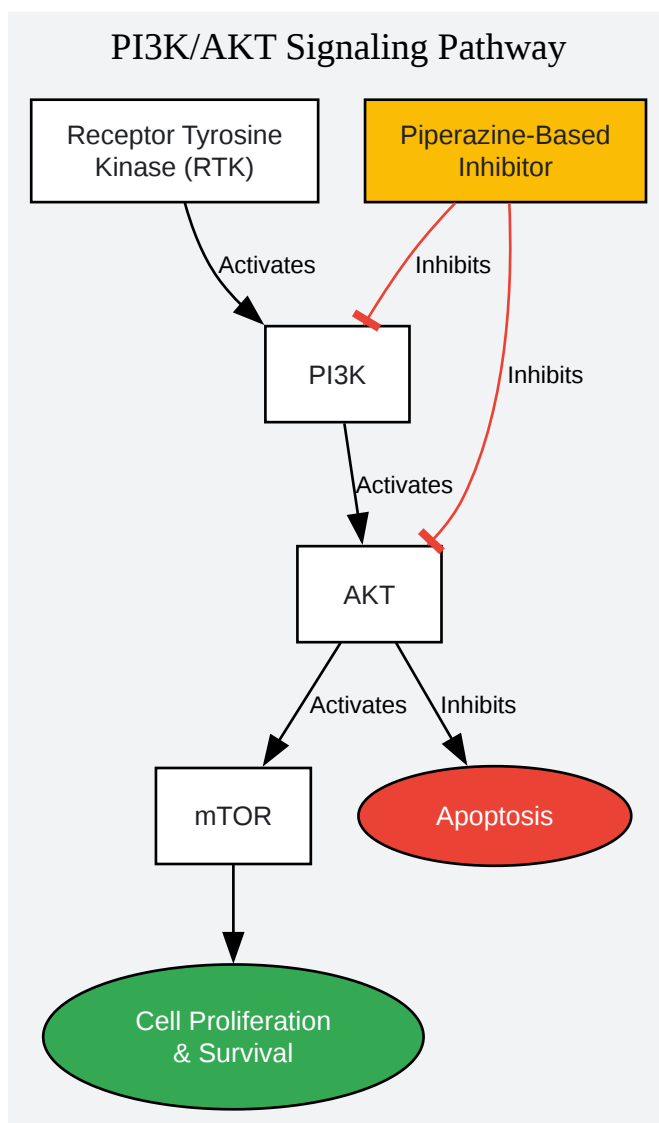 PI3K/AKT Signaling Pathway
Receptor Tyrosine
Kinase (RTK)
Piperazine-Based
Inhibitor
Activates
Inhibits
PI3K
Inhibits
Activates
AKT
Activates
Inhibits
mTOR
Apoptosis
Cell Proliferation
& Survival